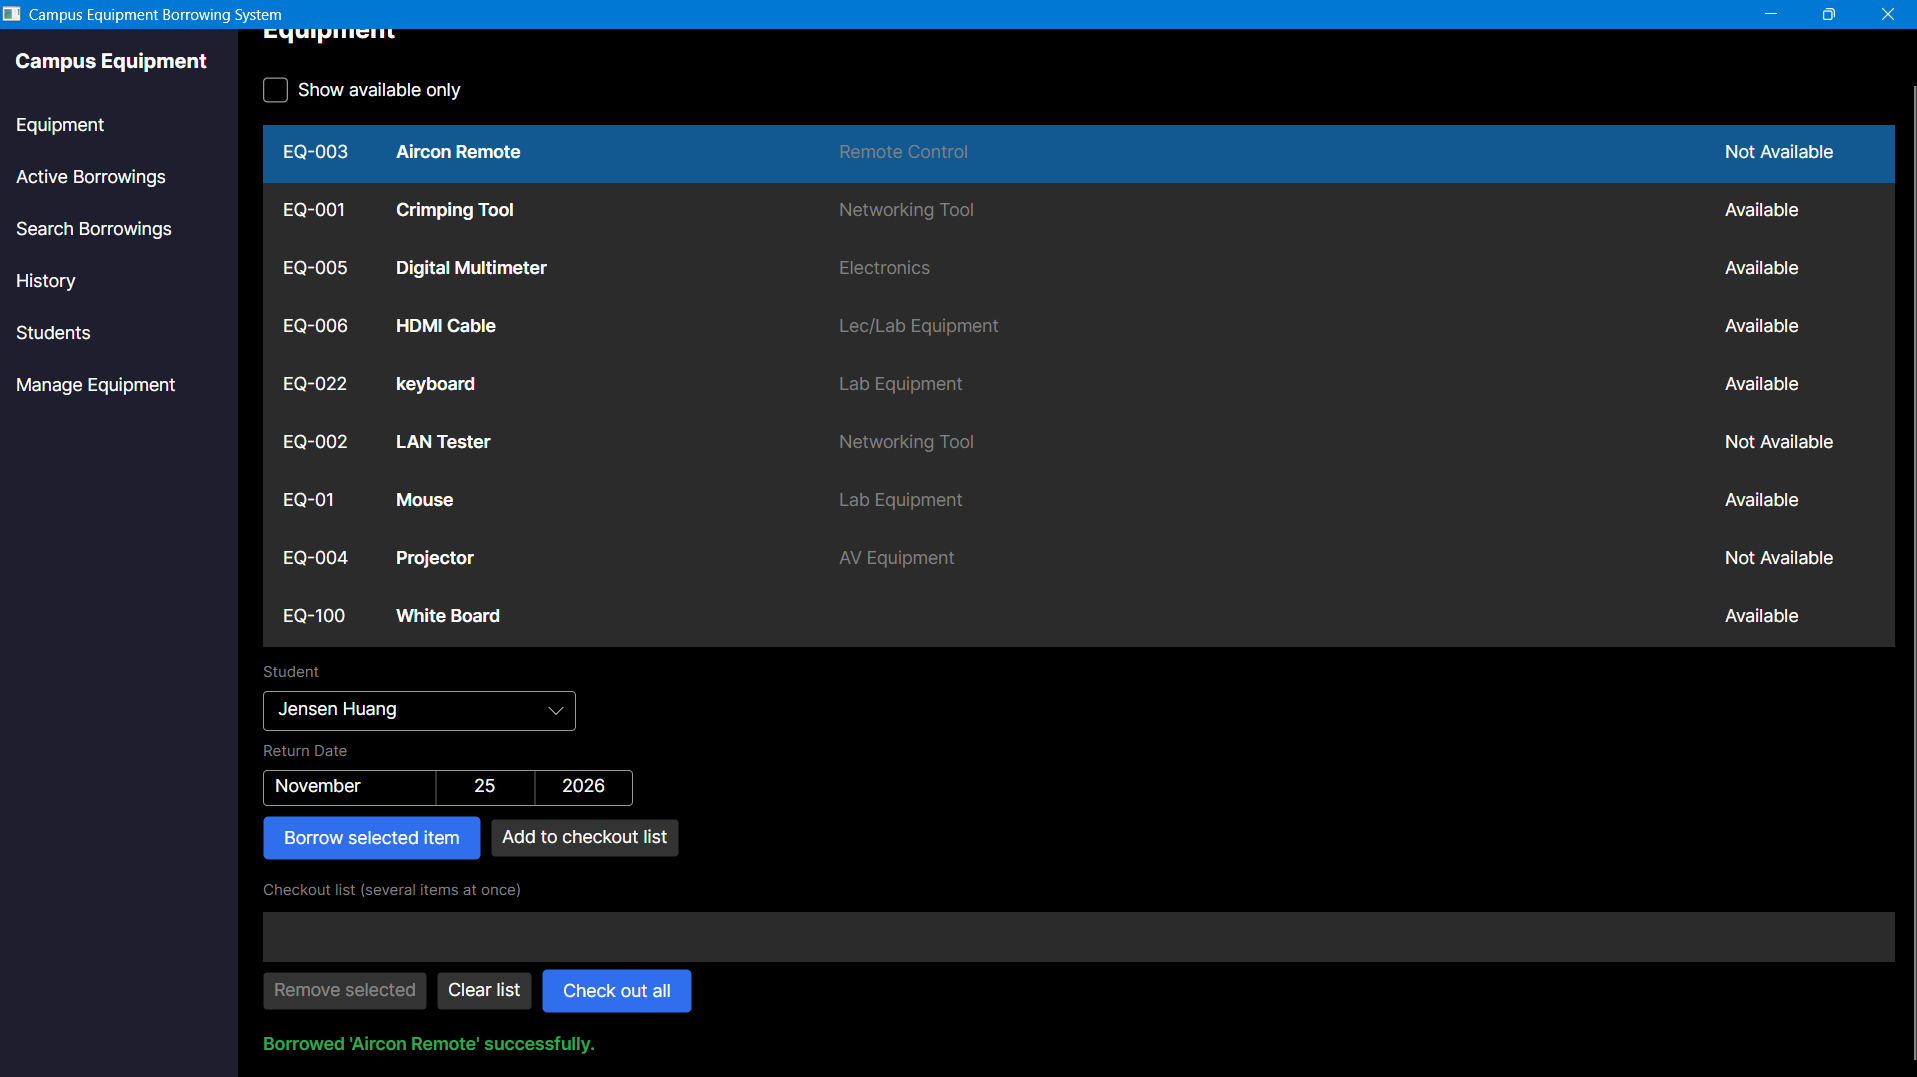 Campus Equipment Borrowing System
Campus Equipment
Equipment
Active Borrowings
Search Borrowings
History
Students
Manage Equipment
Equipment
Show available only
EQ-003 Aircon Remote Remote Control Not Available
EQ-001 Crimping Tool Networking Tool Available
EQ-005 Digital Multimeter Electronics Available
EQ-006 HDMI Cable Lec/Lab Equipment Available
EQ-022 keyboard Lab Equipment Available
EQ-002 LAN Tester Networking Tool Not Available
EQ-01 Mouse Lab Equipment Available
EQ-004 Projector AV Equipment Not Available
EQ-100 White Board Available
Student
Jensen Huang
Return Date
November 25 2026
Borrow selected item Add to checkout list
Checkout list (several items at once)
Remove selected Clear list Check out all
Borrowed 'Aircon Remote' successfully.